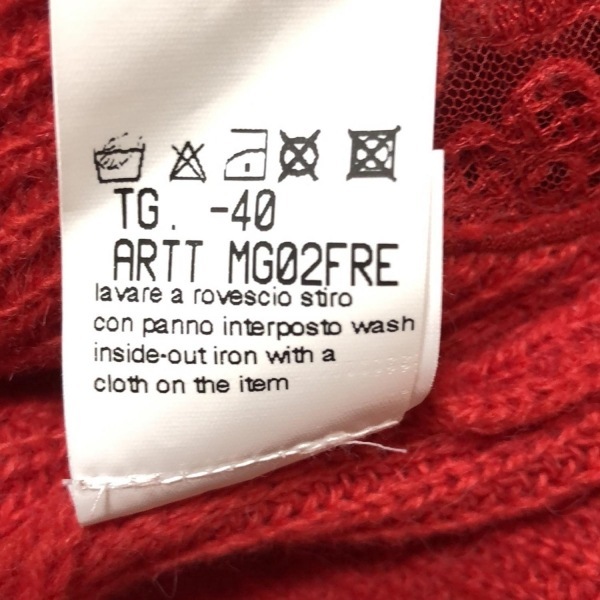 TG. -40
ARTT MG02FRE
lavare a rovescio stiro
con panno interposto wash
inside-out iron with a
cloth on the item